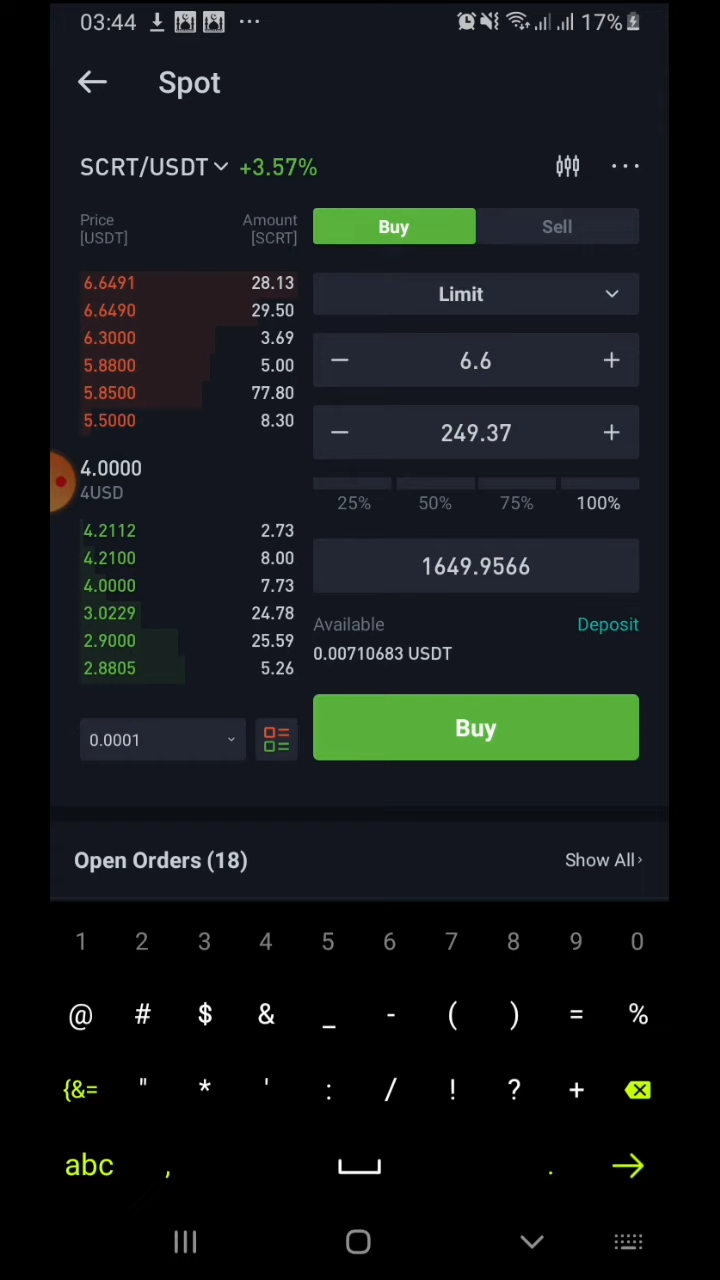 03:44 17%
Spot
SCRT/USDT +3.57%
Price [USDT]
Amount [SCRT]
6.6491 28.13
6.6490 29.50
6.3000 3.69
5.8800 5.00
5.8500 77.80
5.5000 8.30
4.0000
4USD
4.2112 2.73
4.2100 8.00
4.0000 7.73
3.0229 24.78
2.9000 25.59
2.8805 5.26
0.0001
Buy Sell
Limit
− 6.6 +
− 249.37 +
25% 50% 75% 100%
1649.9566
Available Deposit
0.00710683 USDT
Buy
Open Orders (18) Show All›
1 2 3 4 5 6 7 8 9 0
@ # $ & _ - ( ) = %
{&= " * ' : / ! ? +
abc , .